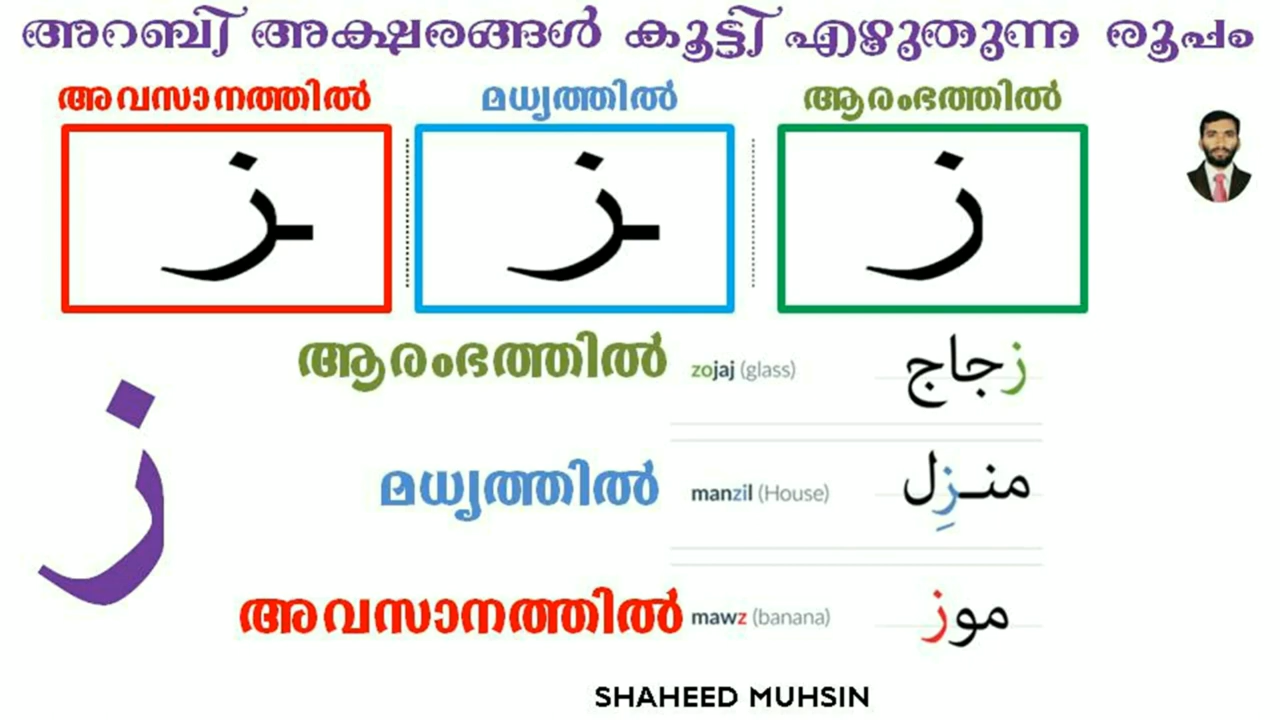 അറബി അക്ഷരങ്ങൾ കൂട്ടി എഴുതുന്ന രൂപം
അവസാനത്തിൽ മധ്യത്തിൽ ആരംഭത്തിൽ
ـز ـز ز
ആരംഭത്തിൽ zojaj (glass) زجاج
ز
മധ്യത്തിൽ manzil (House) منـزِل
അവസാനത്തിൽ mawz (banana) موز
SHAHEED MUHSIN